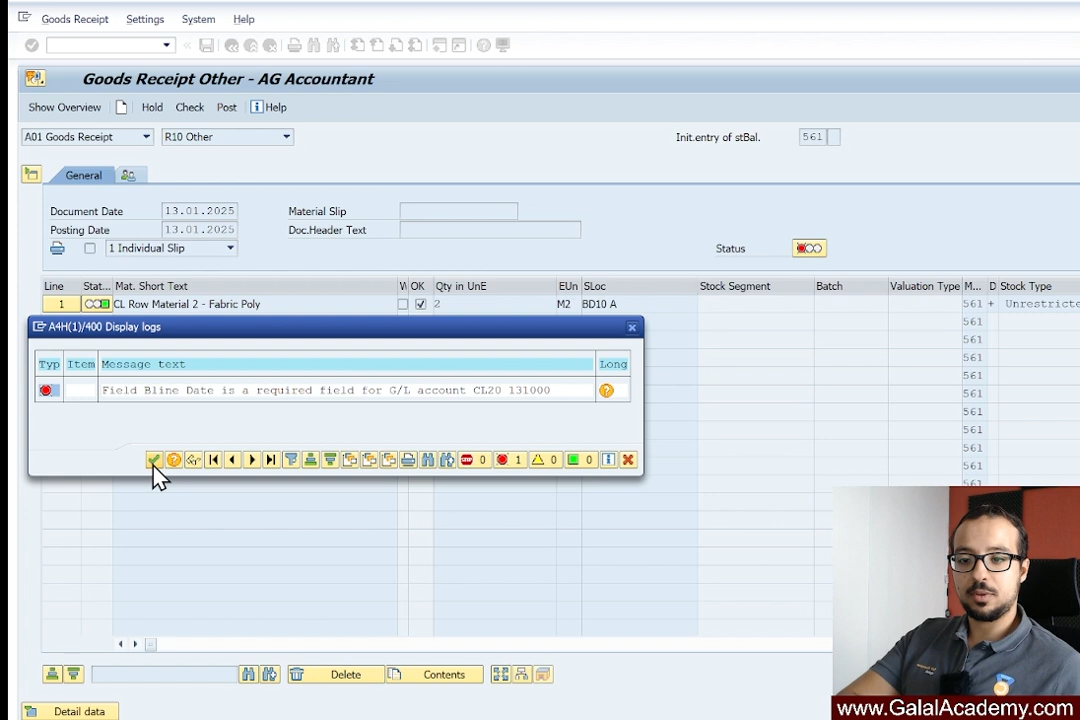 Goods Receipt Settings System Help
Goods Receipt Other - AG Accountant
Show Overview Hold Check Post Help
A01 Goods Receipt R10 Other Init.entry of stBal. 561
General
Document Date 13.01.2025 Material Slip
Posting Date 13.01.2025 Doc.Header Text
1 Individual Slip Status
Line Stat... Mat. Short Text OK Qty in UnE EUn SLoc Stock Segment Batch Valuation Type M... D Stock Type
1 CL Row Material 2 - Fabric Poly 2 M2 BD10 A 561 + Unrestricte
561
A4H(1)/400 Display logs
561
561
Typ Item Message text Long
561
Field Bline Date is a required field for G/L account CL20 131000
561
561
561
561
STOP 0 1 0 0
561
561
Delete Contents
Detail data
www.GalalAcademy.com